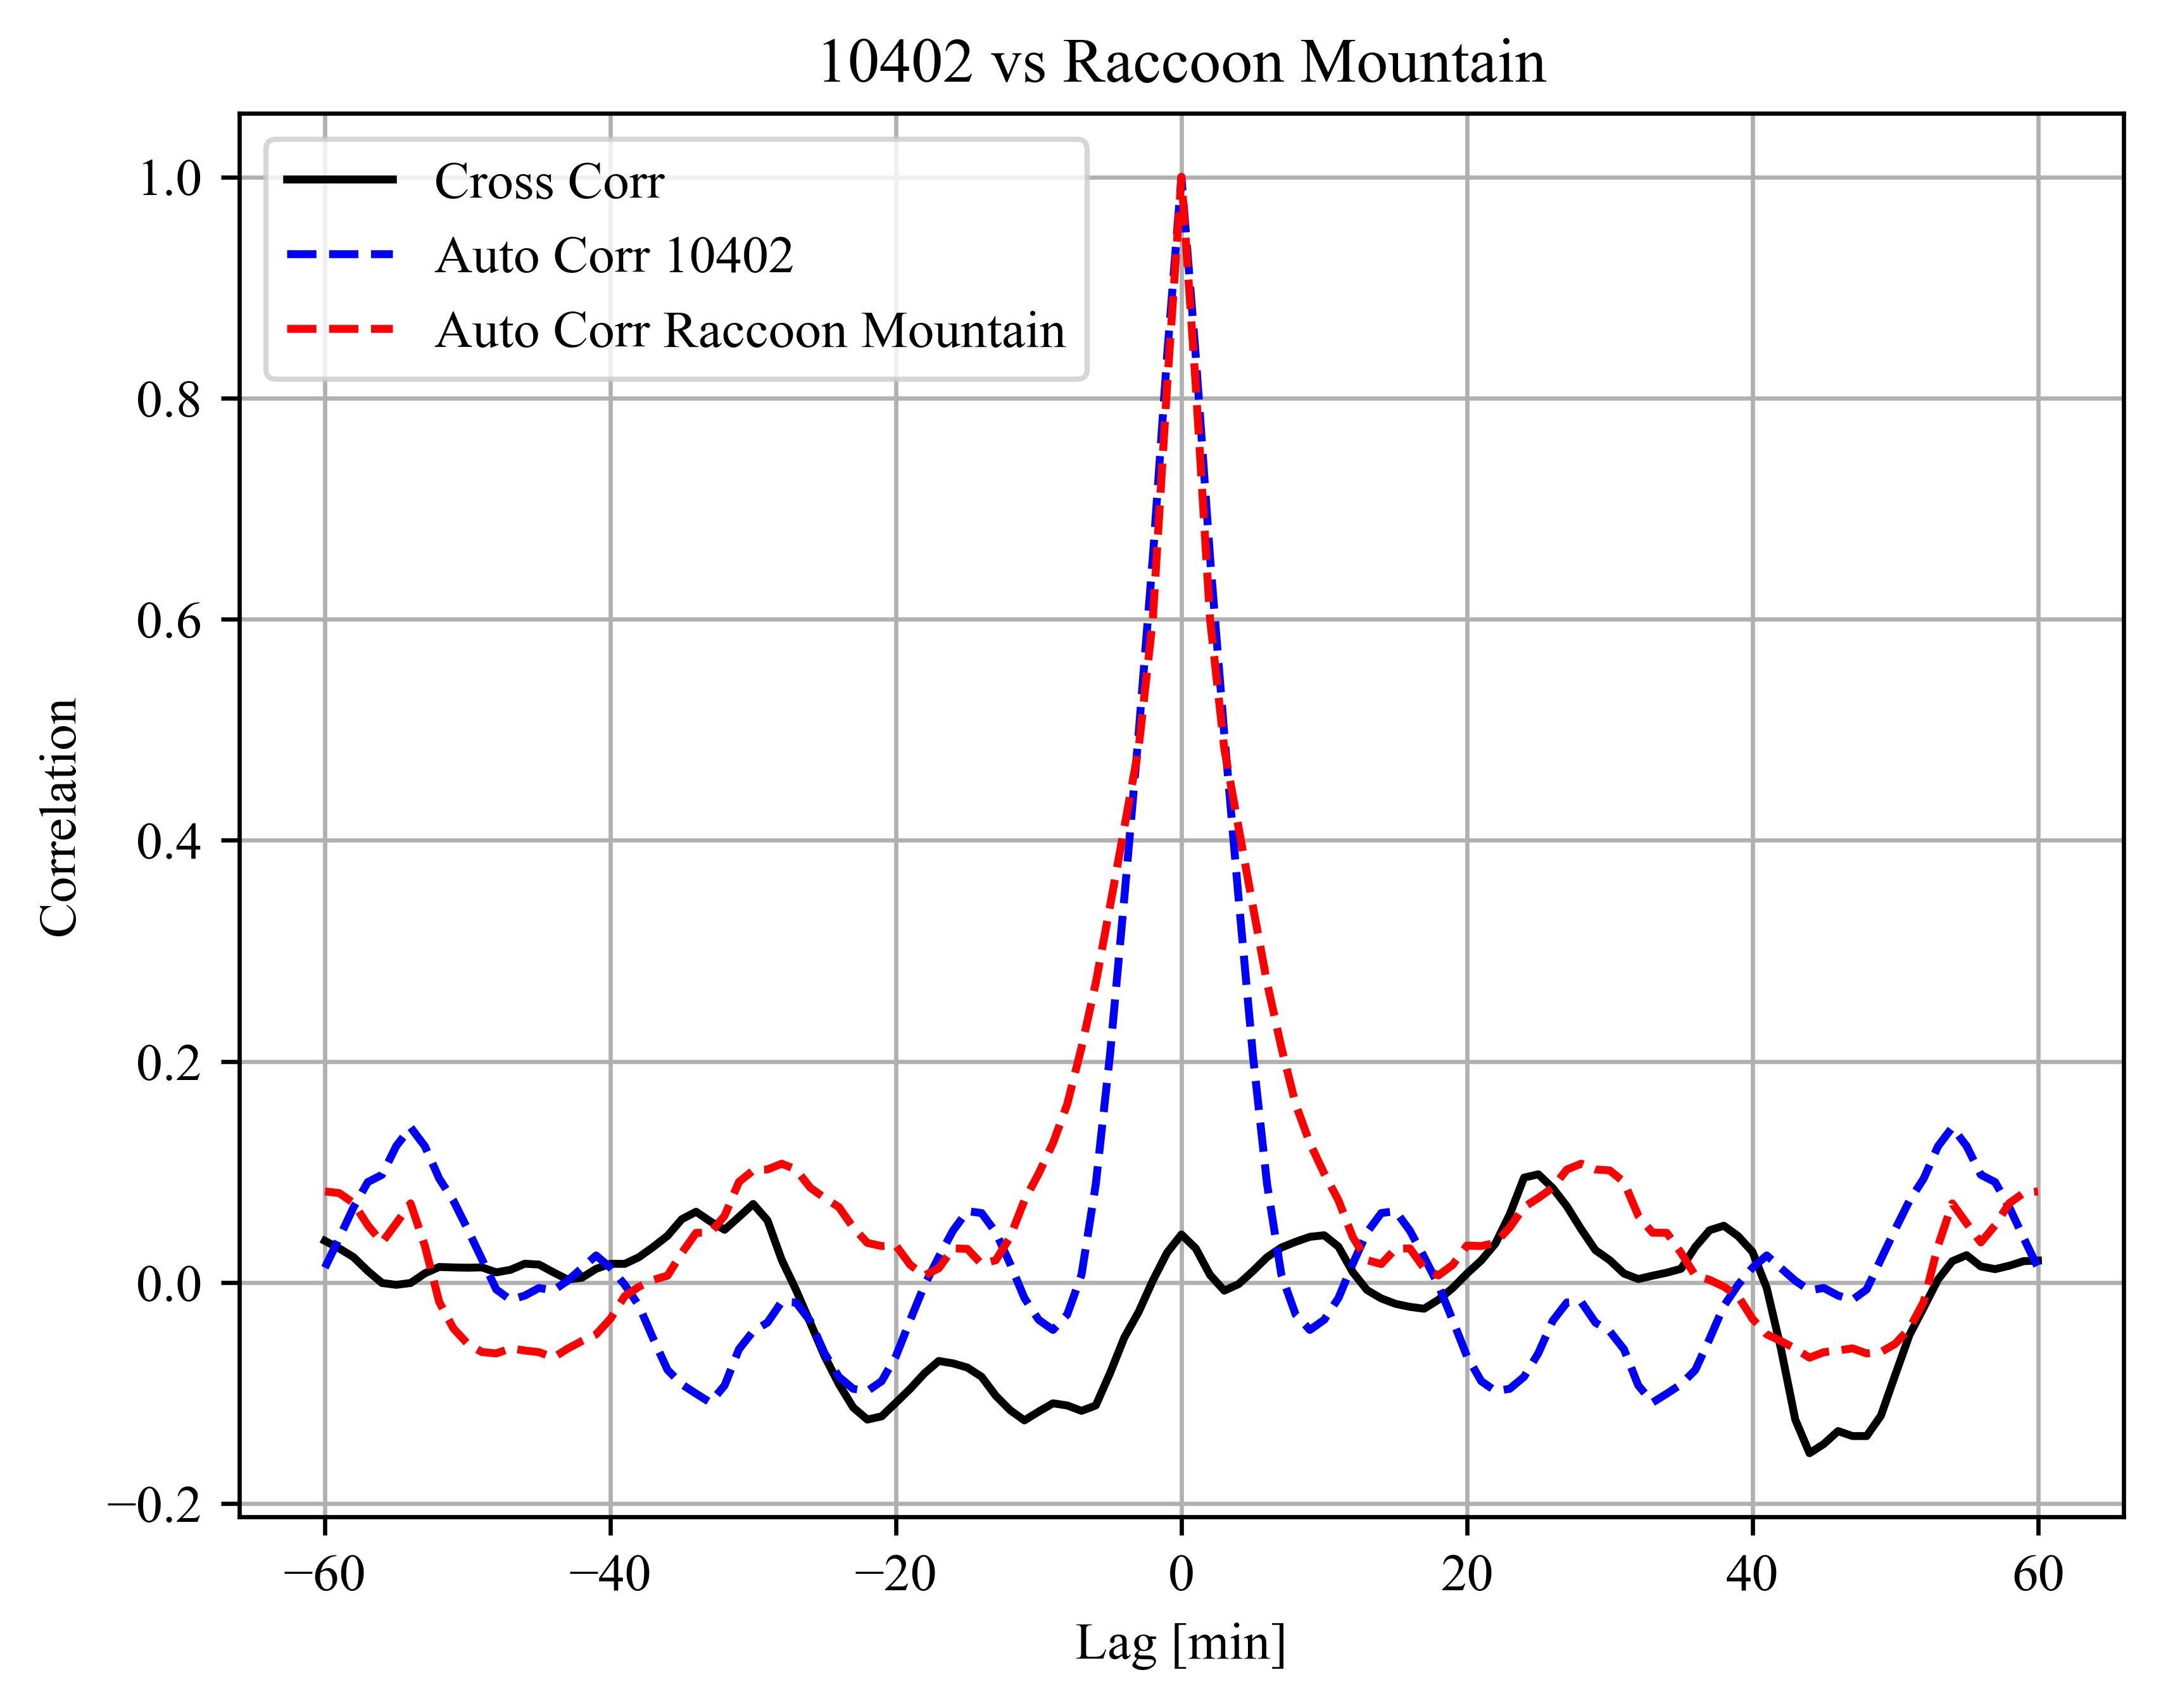 10402 vs Raccoon Mountain
Cross Corr
Auto Corr 10402
Auto Corr Raccoon Mountain
1.0
0.8
0.6
0.4
0.2
0.0
−0.2
Correlation
−60 −40 −20 0 20 40 60
Lag [min]